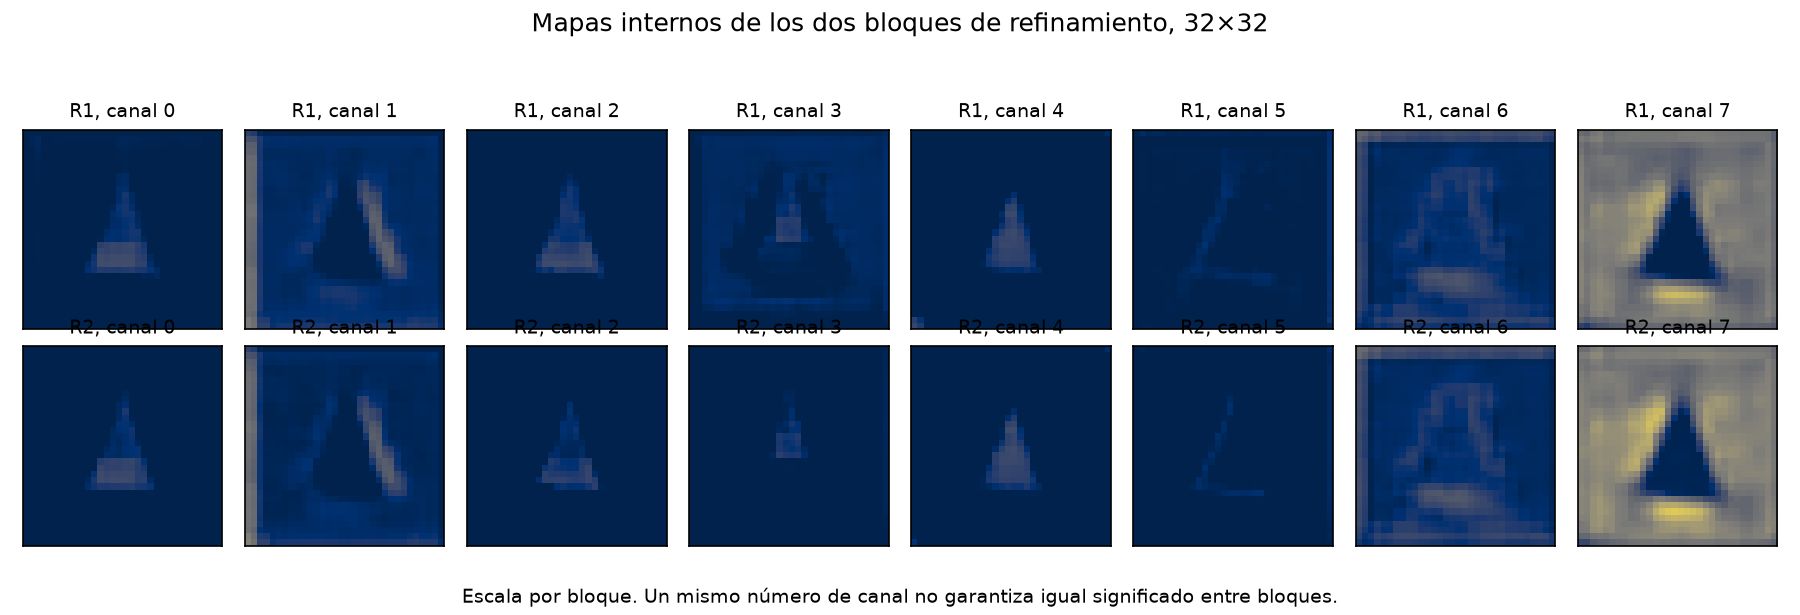 Mapas internos de los dos bloques de refinamiento, 32×32
R1, canal 0 R1, canal 1 R1, canal 2 R1, canal 3 R1, canal 4 R1, canal 5 R1, canal 6 R1, canal 7
R2, canal 0 R2, canal 1 R2, canal 2 R2, canal 3 R2, canal 4 R2, canal 5 R2, canal 6 R2, canal 7
Escala por bloque. Un mismo número de canal no garantiza igual significado entre bloques.